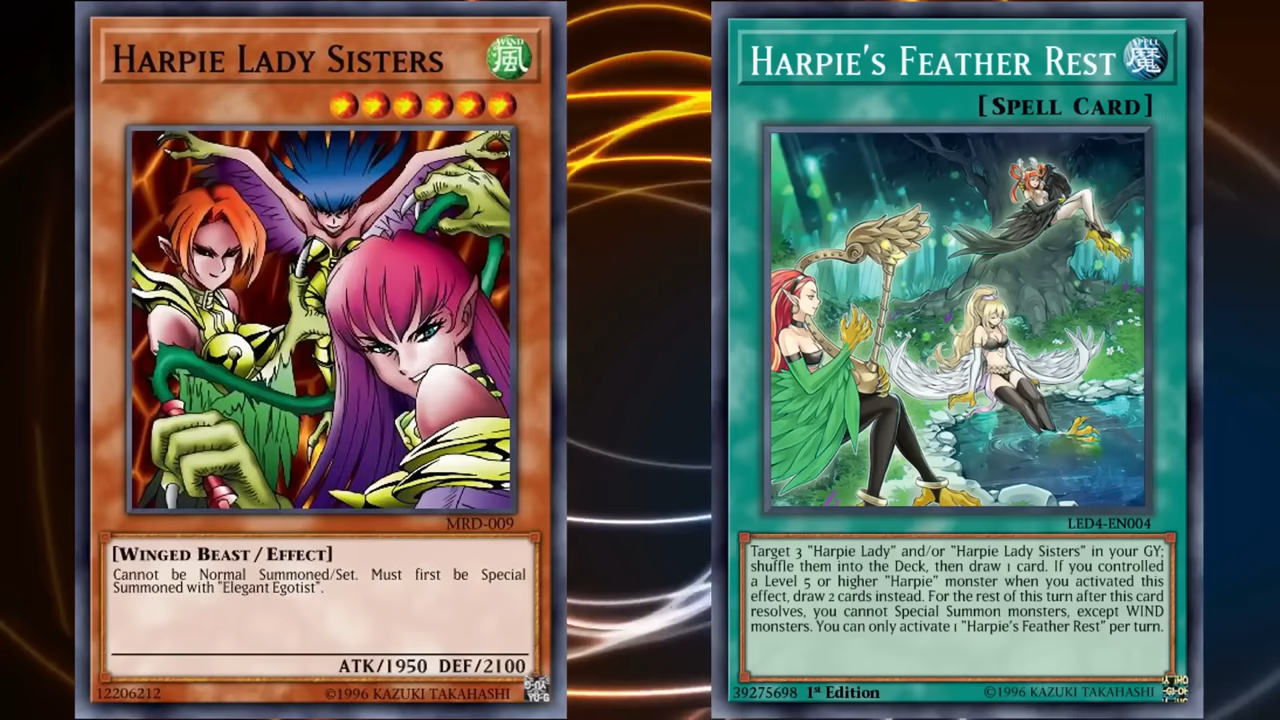 HARPIE LADY SISTERS
WIND
風
MRD-009
[WINGED BEAST / EFFECT]
Cannot be Normal Summoned/Set. Must first be Special
Summoned with "Elegant Egotist".
ATK/1950 DEF/2100
12206212
©1996 KAZUKI TAKAHASHI
HARPIE'S FEATHER REST
SPELL
魔
[SPELL CARD]
LED4-EN004
Target 3 "Harpie Lady" and/or "Harpie Lady Sisters" in your GY;
shuffle them into the Deck, then draw 1 card. If you controlled
a Level 5 or higher "Harpie" monster when you activated this
effect, draw 2 cards instead. For the rest of this turn after this card
resolves, you cannot Special Summon monsters, except WIND
monsters. You can only activate 1 "Harpie's Feather Rest" per turn.
39275698 1st Edition
©1996 KAZUKI TAKAHASHI